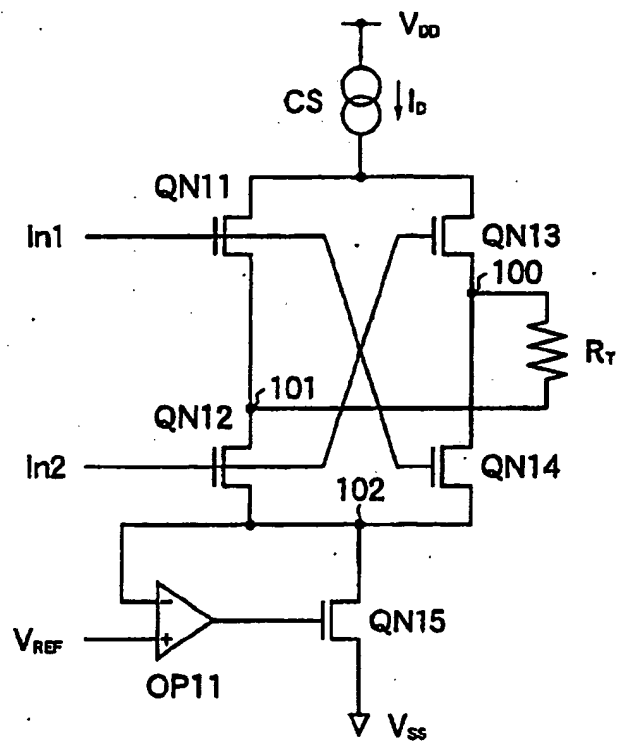 VDD
CS
ID
QN11
In1
QN13
100
RT
101
QN12
In2
QN14
102
-
+
VREF
QN15
OP11
VSS